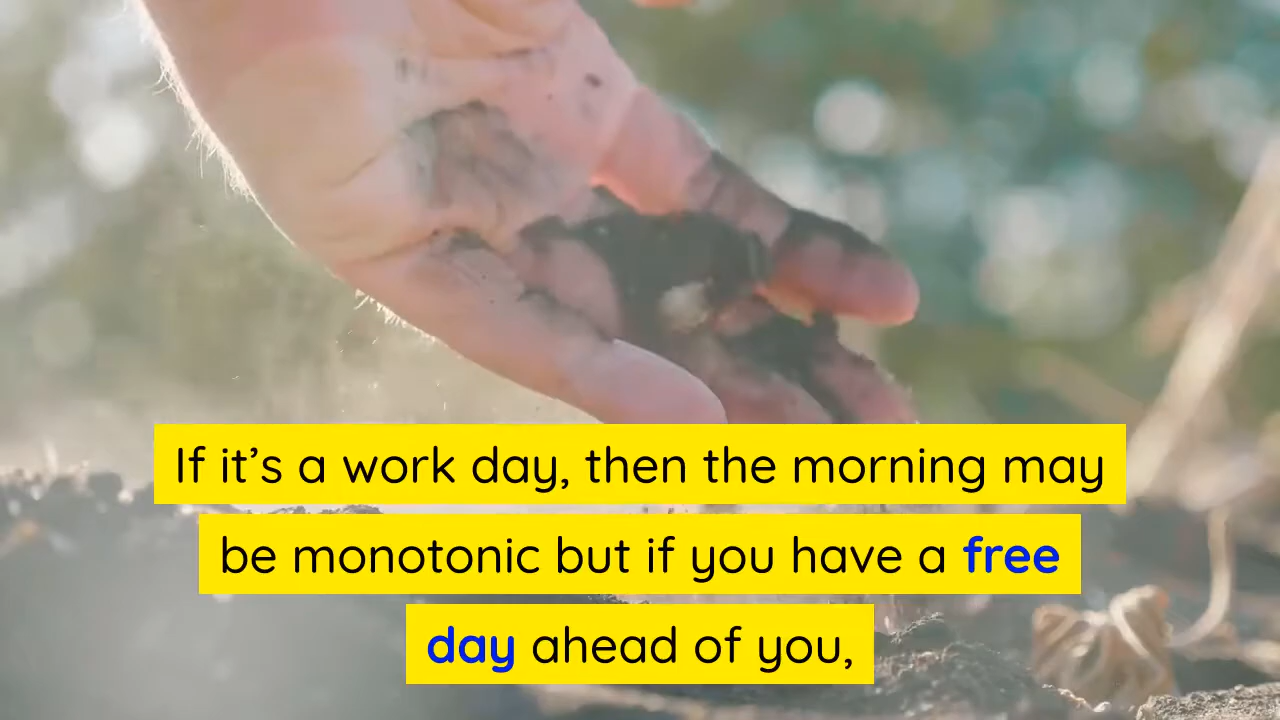 If it’s a work day, then the morning may
be monotonic but if you have a free
day ahead of you,